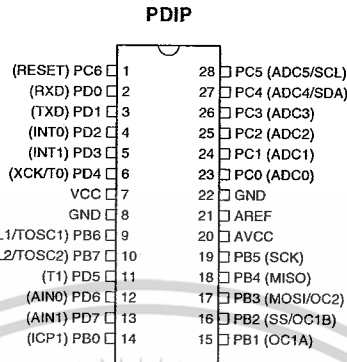 PDIP
(RESET) PC6 1 28 PC5 (ADC5/SCL)
(RXD) PD0 2 27 PC4 (ADC4/SDA)
(TXD) PD1 3 26 PC3 (ADC3)
(INT0) PD2 4 25 PC2 (ADC2)
(INT1) PD3 5 24 PC1 (ADC1)
(XCK/T0) PD4 6 23 PC0 (ADC0)
VCC 7 22 GND
GND 8 21 AREF
L1/TOSC1) PB6 9 20 AVCC
L2/TOSC2) PB7 10 19 PB5 (SCK)
(T1) PD5 11 18 PB4 (MISO)
(AIN0) PD6 12 17 PB3 (MOSI/OC2)
(AIN1) PD7 13 16 PB2 (SS/OC1B)
(ICP1) PB0 14 15 PB1 (OC1A)